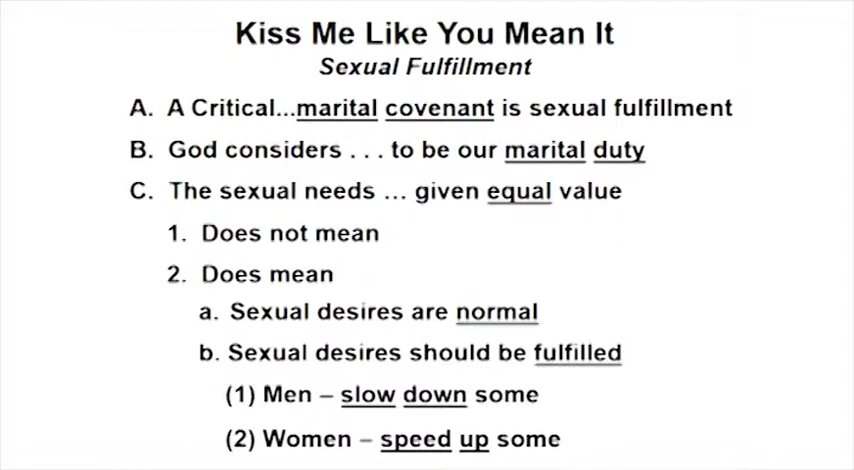 Kiss Me Like You Mean It
Sexual Fulfillment
A. A Critical...marital covenant is sexual fulfillment
B. God considers . . . to be our marital duty
C. The sexual needs ... given equal value
1. Does not mean
2. Does mean
a. Sexual desires are normal
b. Sexual desires should be fulfilled
(1) Men – slow down some
(2) Women – speed up some